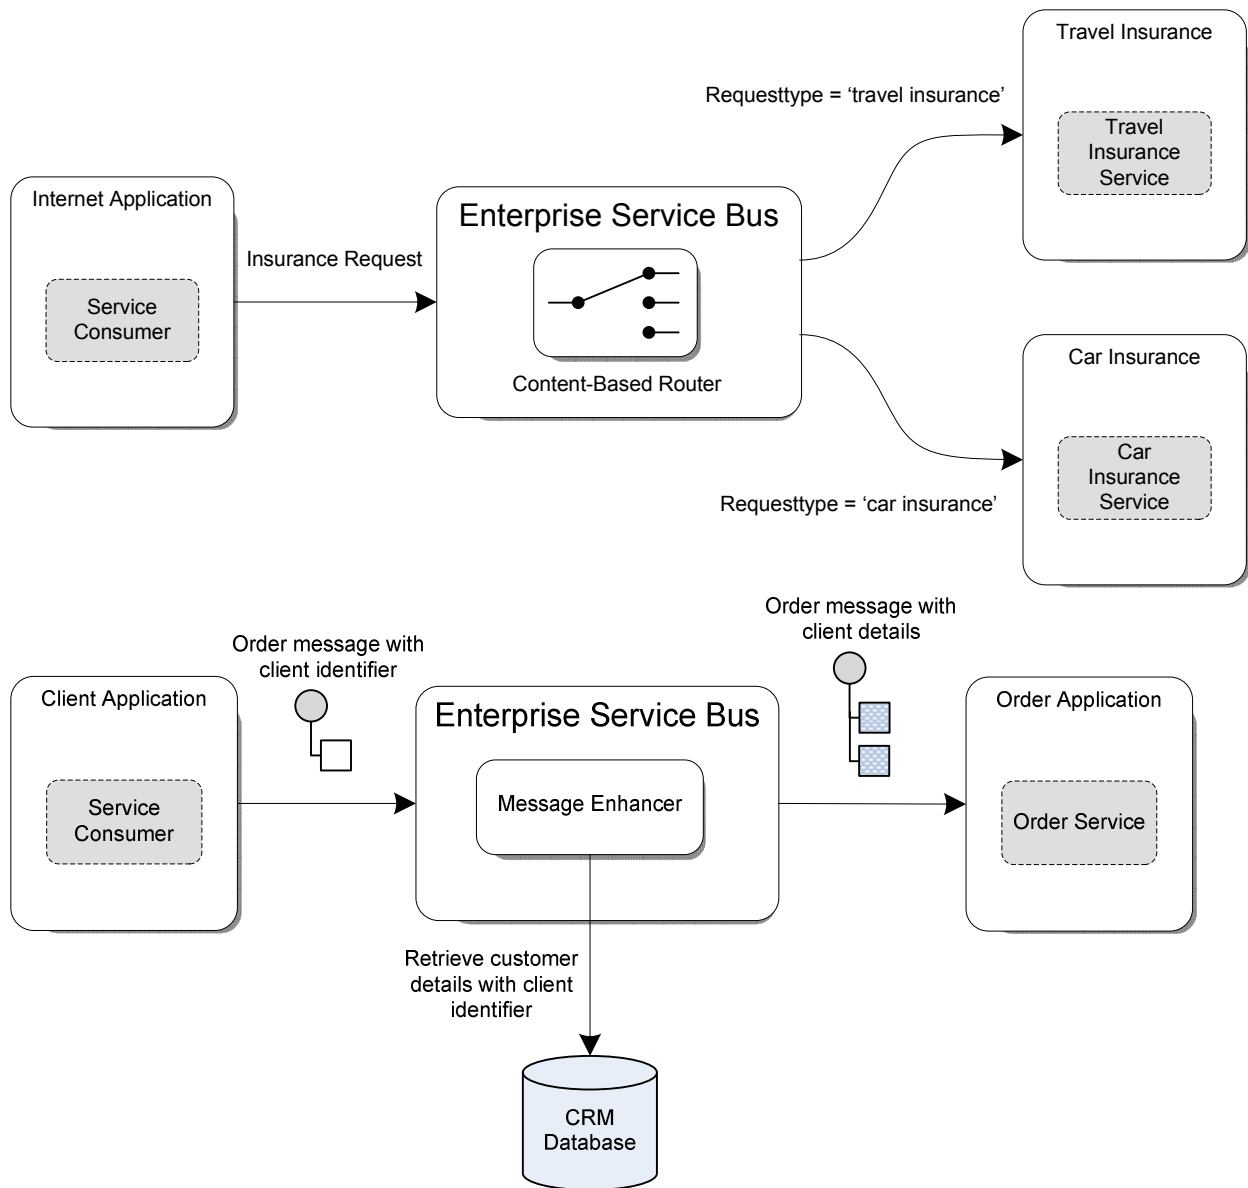 Travel Insurance
Requesttype = ‘travel insurance’
Travel
Insurance
Service
Internet Application
Insurance Request
Service
Consumer
Enterprise Service Bus
Content-Based Router
Car Insurance
Car
Insurance
Service
Requesttype = ‘car insurance’
Order message with
client identifier
Order message with
client details
Client Application
Service
Consumer
Enterprise Service Bus
Message Enhancer
Order Application
Order Service
Retrieve customer
details with client
identifier
CRM
Database